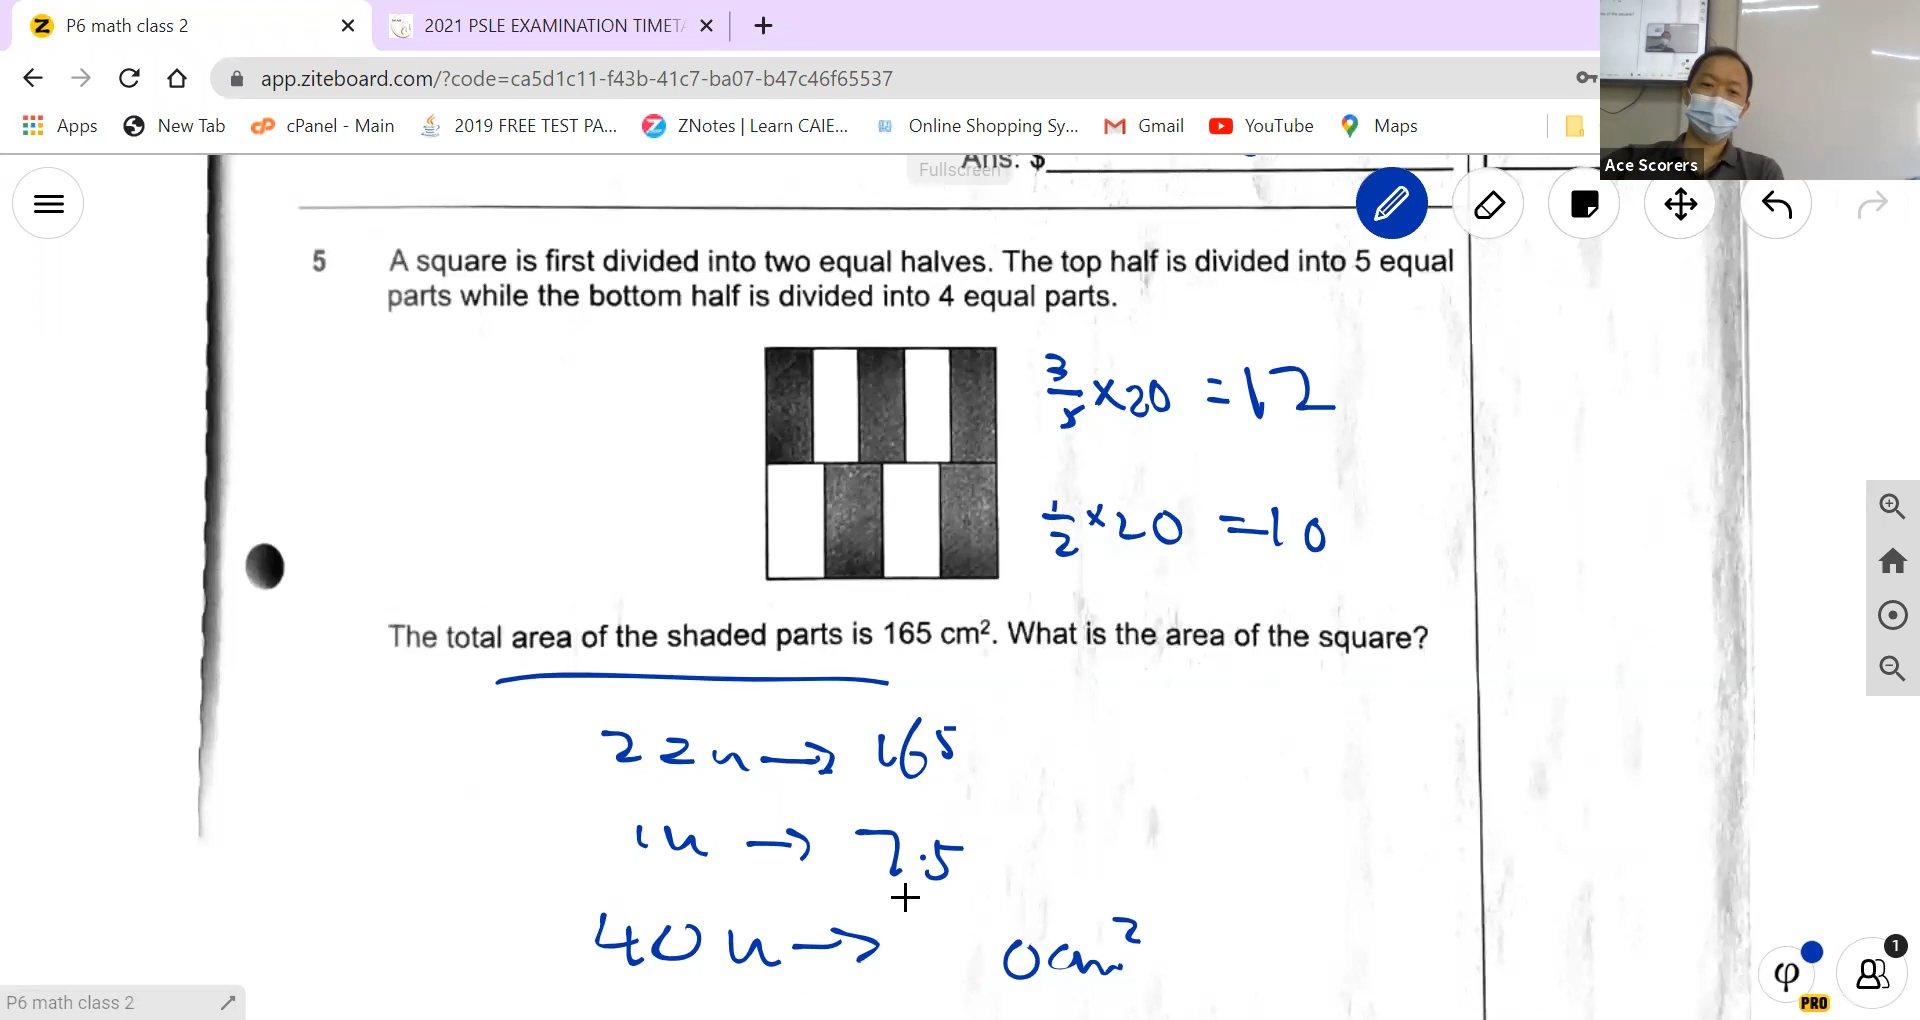 P6 math class 2
2021 PSLE EXAMINATION TIMETA
app.ziteboard.com/?code=ca5d1c11-f43b-41c7-ba07-b47c46f65537
Apps
New Tab
cPanel - Main
2019 FREE TEST PA...
ZNotes | Learn CAIE...
Online Shopping Sy...
Gmail
YouTube
Maps
Ace Scorers
Fullscreen
Ans: $
5 A square is first divided into two equal halves. The top half is divided into 5 equal
parts while the bottom half is divided into 4 equal parts.
3/5 × 20 = 12
1/2 × 20 = 10
The total area of the shaded parts is 165 cm². What is the area of the square?
22u → 165
1u → 7.5
40u → 0cm²
P6 math class 2
1
PRO